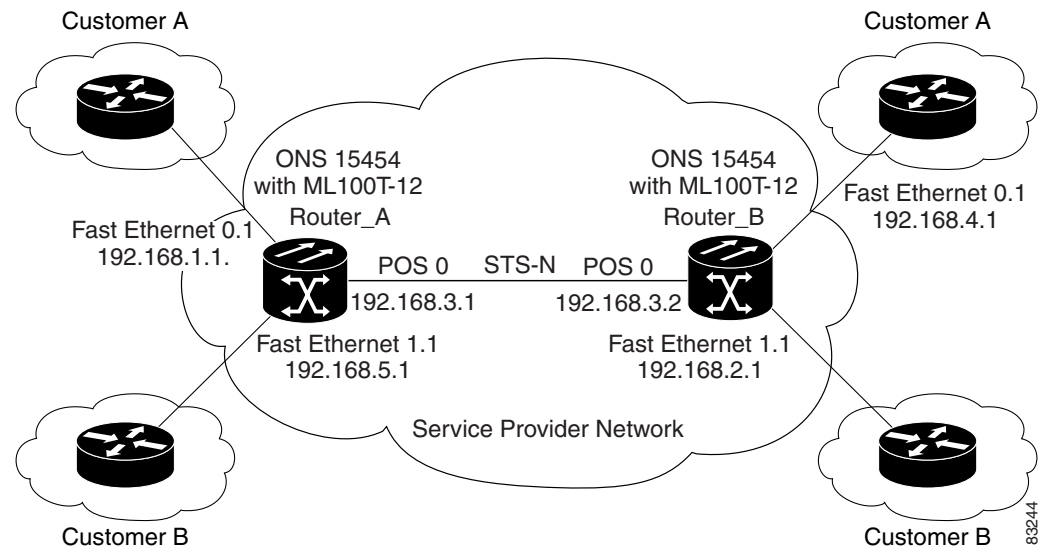 Customer A
Customer A
ONS 15454
with ML100T-12
Router_A
ONS 15454
with ML100T-12
Router_B
Fast Ethernet 0.1
192.168.1.1.
Fast Ethernet 0.1
192.168.4.1
POS 0
STS-N
POS 0
192.168.3.1
192.168.3.2
Fast Ethernet 1.1
192.168.5.1
Fast Ethernet 1.1
192.168.2.1
Service Provider Network
Customer B
Customer B
83244